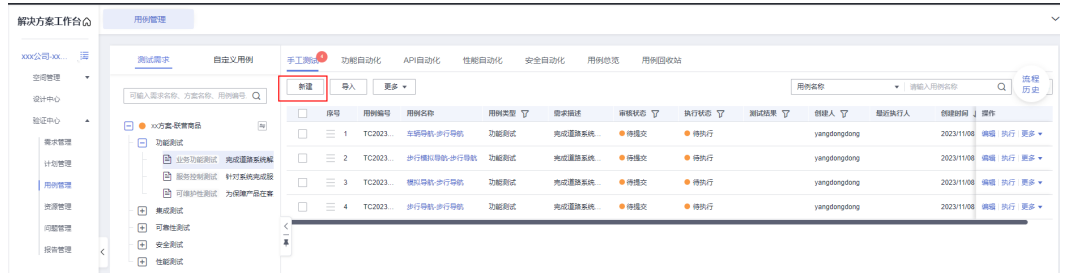 解决方案工作台 用例管理
xxx公司-xx...
空间管理
设计中心
验证中心
需求管理
计划管理
用例管理
资源管理
问题管理
报告管理
测试需求 自定义用例
可输入需求名称、方案名称、用例编号
xx方案-联营商品
功能测试
业务功能测试 完成道路系统解
服务控制测试 针对系统完成服
可维护性测试 为保障产品在客
集成测试
可靠性测试
安全测试
性能测试
手工测试 4 功能自动化 API自动化 性能自动化 安全自动化 用例总览 用例回收站
新建 导入 更多 用例名称 请输入用例名称
流程
历史
序号 用例编号 用例名称 用例类型 需求描述 审核状态 执行状态 测试结果 创建人 最近执行人 创建时间 操作
1 TC2023... 车辆导航-步行导航 功能测试 完成道路系统... 待提交 待执行 yangdongdong 2023/11/08 编辑 执行 更多
2 TC2023... 步行模拟导航-步行导航 功能测试 完成道路系统... 待提交 待执行 yangdongdong 2023/11/08 编辑 执行 更多
3 TC2023... 模拟导航-步行导航 功能测试 完成道路系统... 待提交 待执行 yangdongdong 2023/11/08 编辑 执行 更多
4 TC2023... 步行导航-步行导航 功能测试 完成道路系统... 待提交 待执行 yangdongdong 2023/11/08 编辑 执行 更多